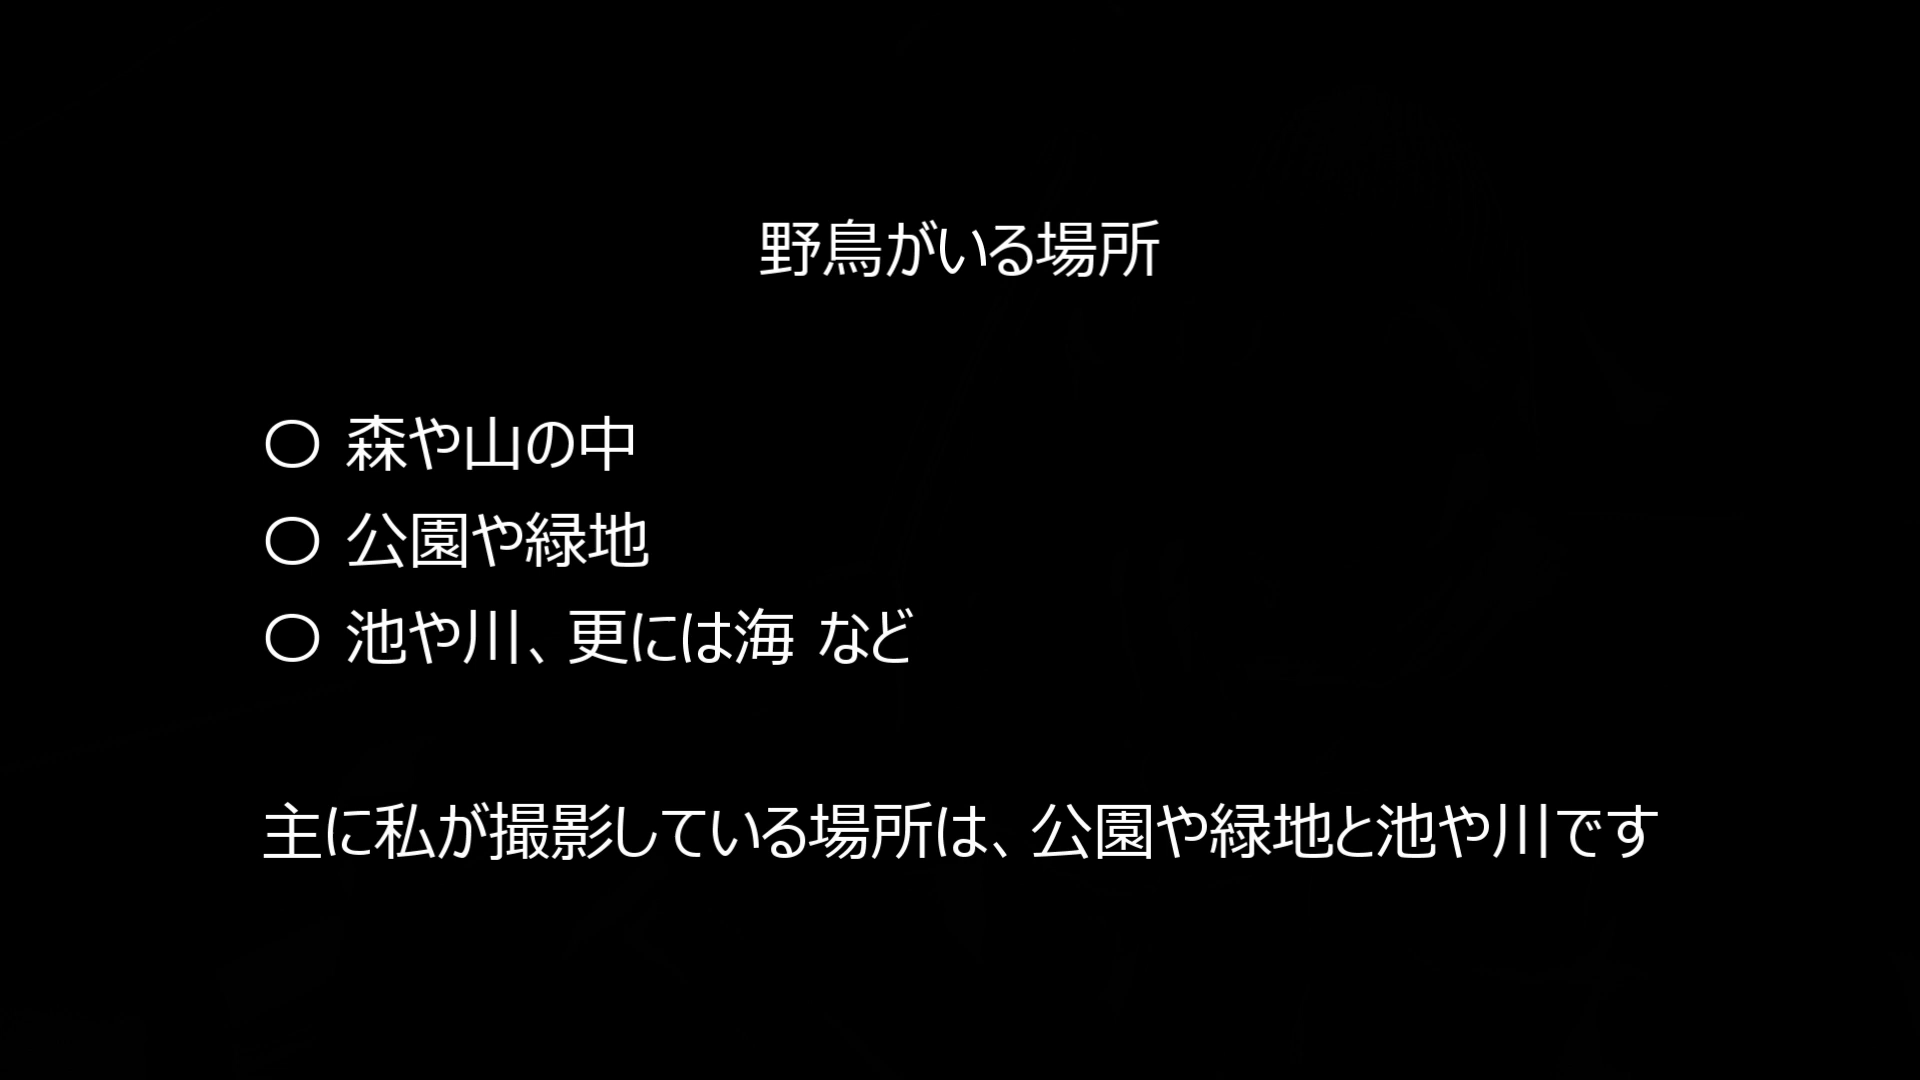 野鳥がいる場所
〇 森や山の中
〇 公園や緑地
〇 池や川、更には海 など
主に私が撮影している場所は、公園や緑地と池や川です